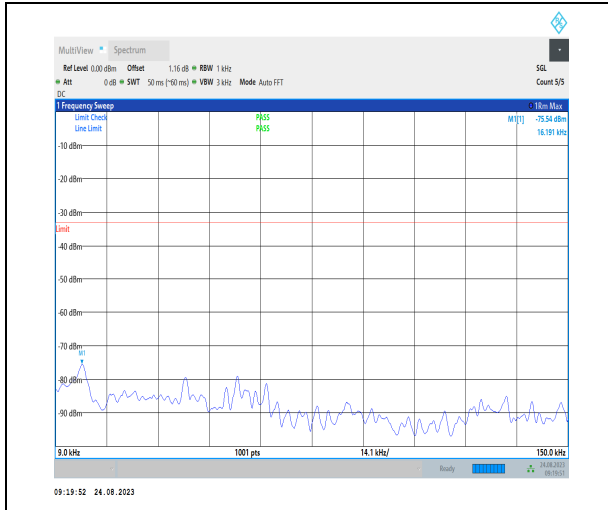 MultiView Spectrum
Ref Level 0.00 dBm Offset 1.16 dB RBW 1 kHz SGL
Att 0 dB SWT 50 ms (~60 ms) VBW 3 kHz Mode Auto FFT Count 5/5
DC
1 Frequency Sweep 1Rm Max
Limit Check PASS M1[1] -75.54 dBm
Line Limit PASS 16.191 kHz
-10 dBm
-20 dBm
-30 dBm
Limit
-40 dBm
-50 dBm
-60 dBm
-70 dBm
M1
-80 dBm
-90 dBm
9.0 kHz 1001 pts 14.1 kHz/ 150.0 kHz
Ready 24.08.2023
09:19:51
09:19:52 24.08.2023